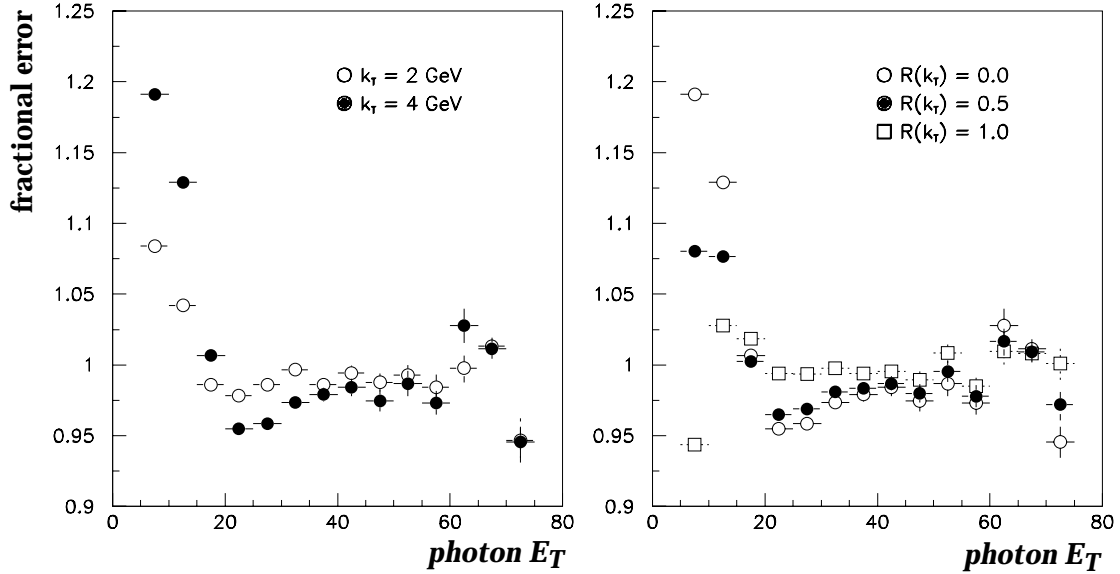 fractional error
1.25
1.2
1.15
1.1
1.05
1
0.95
0.9
0 20 40 60 80
photon E_T
k_T = 2 GeV
k_T = 4 GeV
1.25
1.2
1.15
1.1
1.05
1
0.95
0.9
0 20 40 60 80
photon E_T
R(k_T) = 0.0
R(k_T) = 0.5
R(k_T) = 1.0